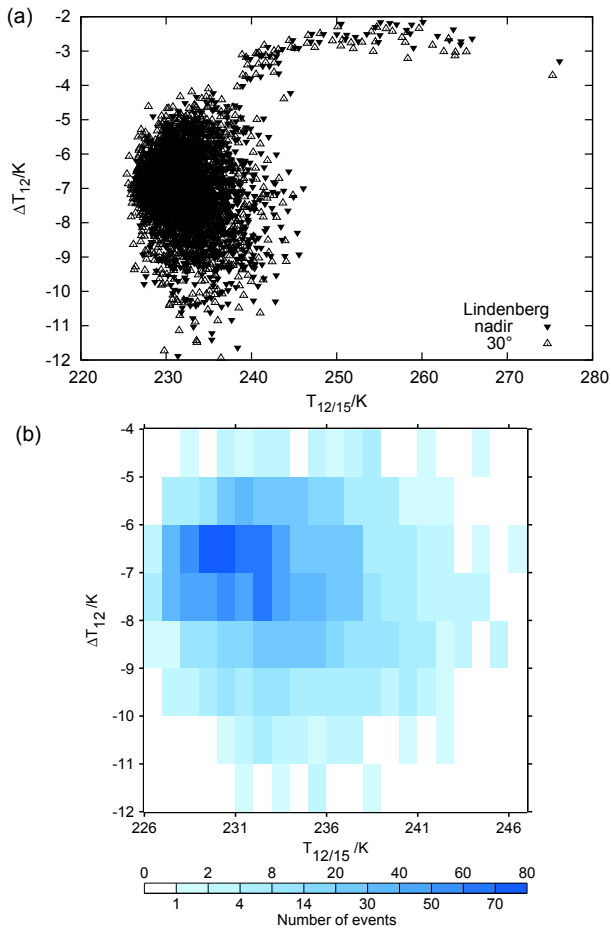 (a)
-2
-3
-4
-5
-6
-7
-8
-9
-10
-11
-12
ΔT12/K
Lindenberg
nadir
30°
220 230 240 250 260 270 280
T12/15/K
(b)
-4
-5
-6
-7
-8
-9
-10
-11
-12
ΔT12/K
226 231 236 241 246
T12/15/K
0 2 8 20 40 60 80
1 4 14 30 50 70
Number of events